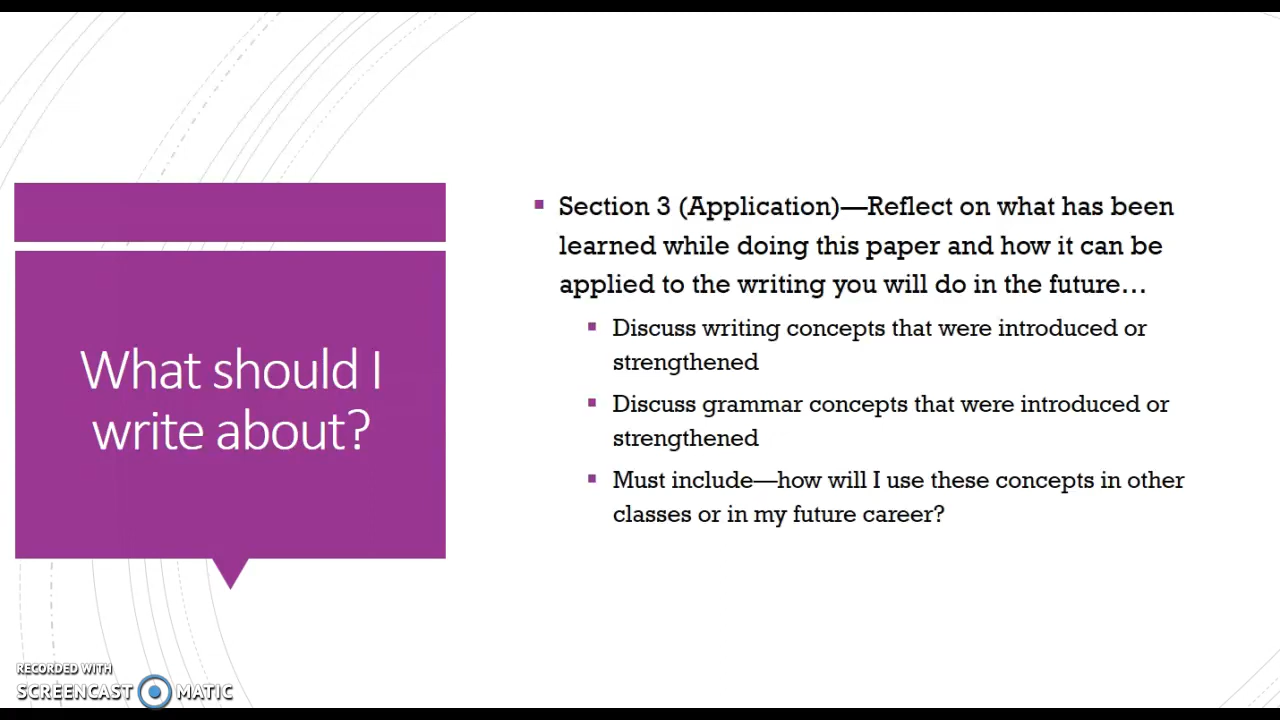 What should I
write about?
Section 3 (Application)—Reflect on what has been
learned while doing this paper and how it can be
applied to the writing you will do in the future…
Discuss writing concepts that were introduced or
strengthened
Discuss grammar concepts that were introduced or
strengthened
Must include—how will I use these concepts in other
classes or in my future career?
RECORDED WITH
SCREENCAST MATIC